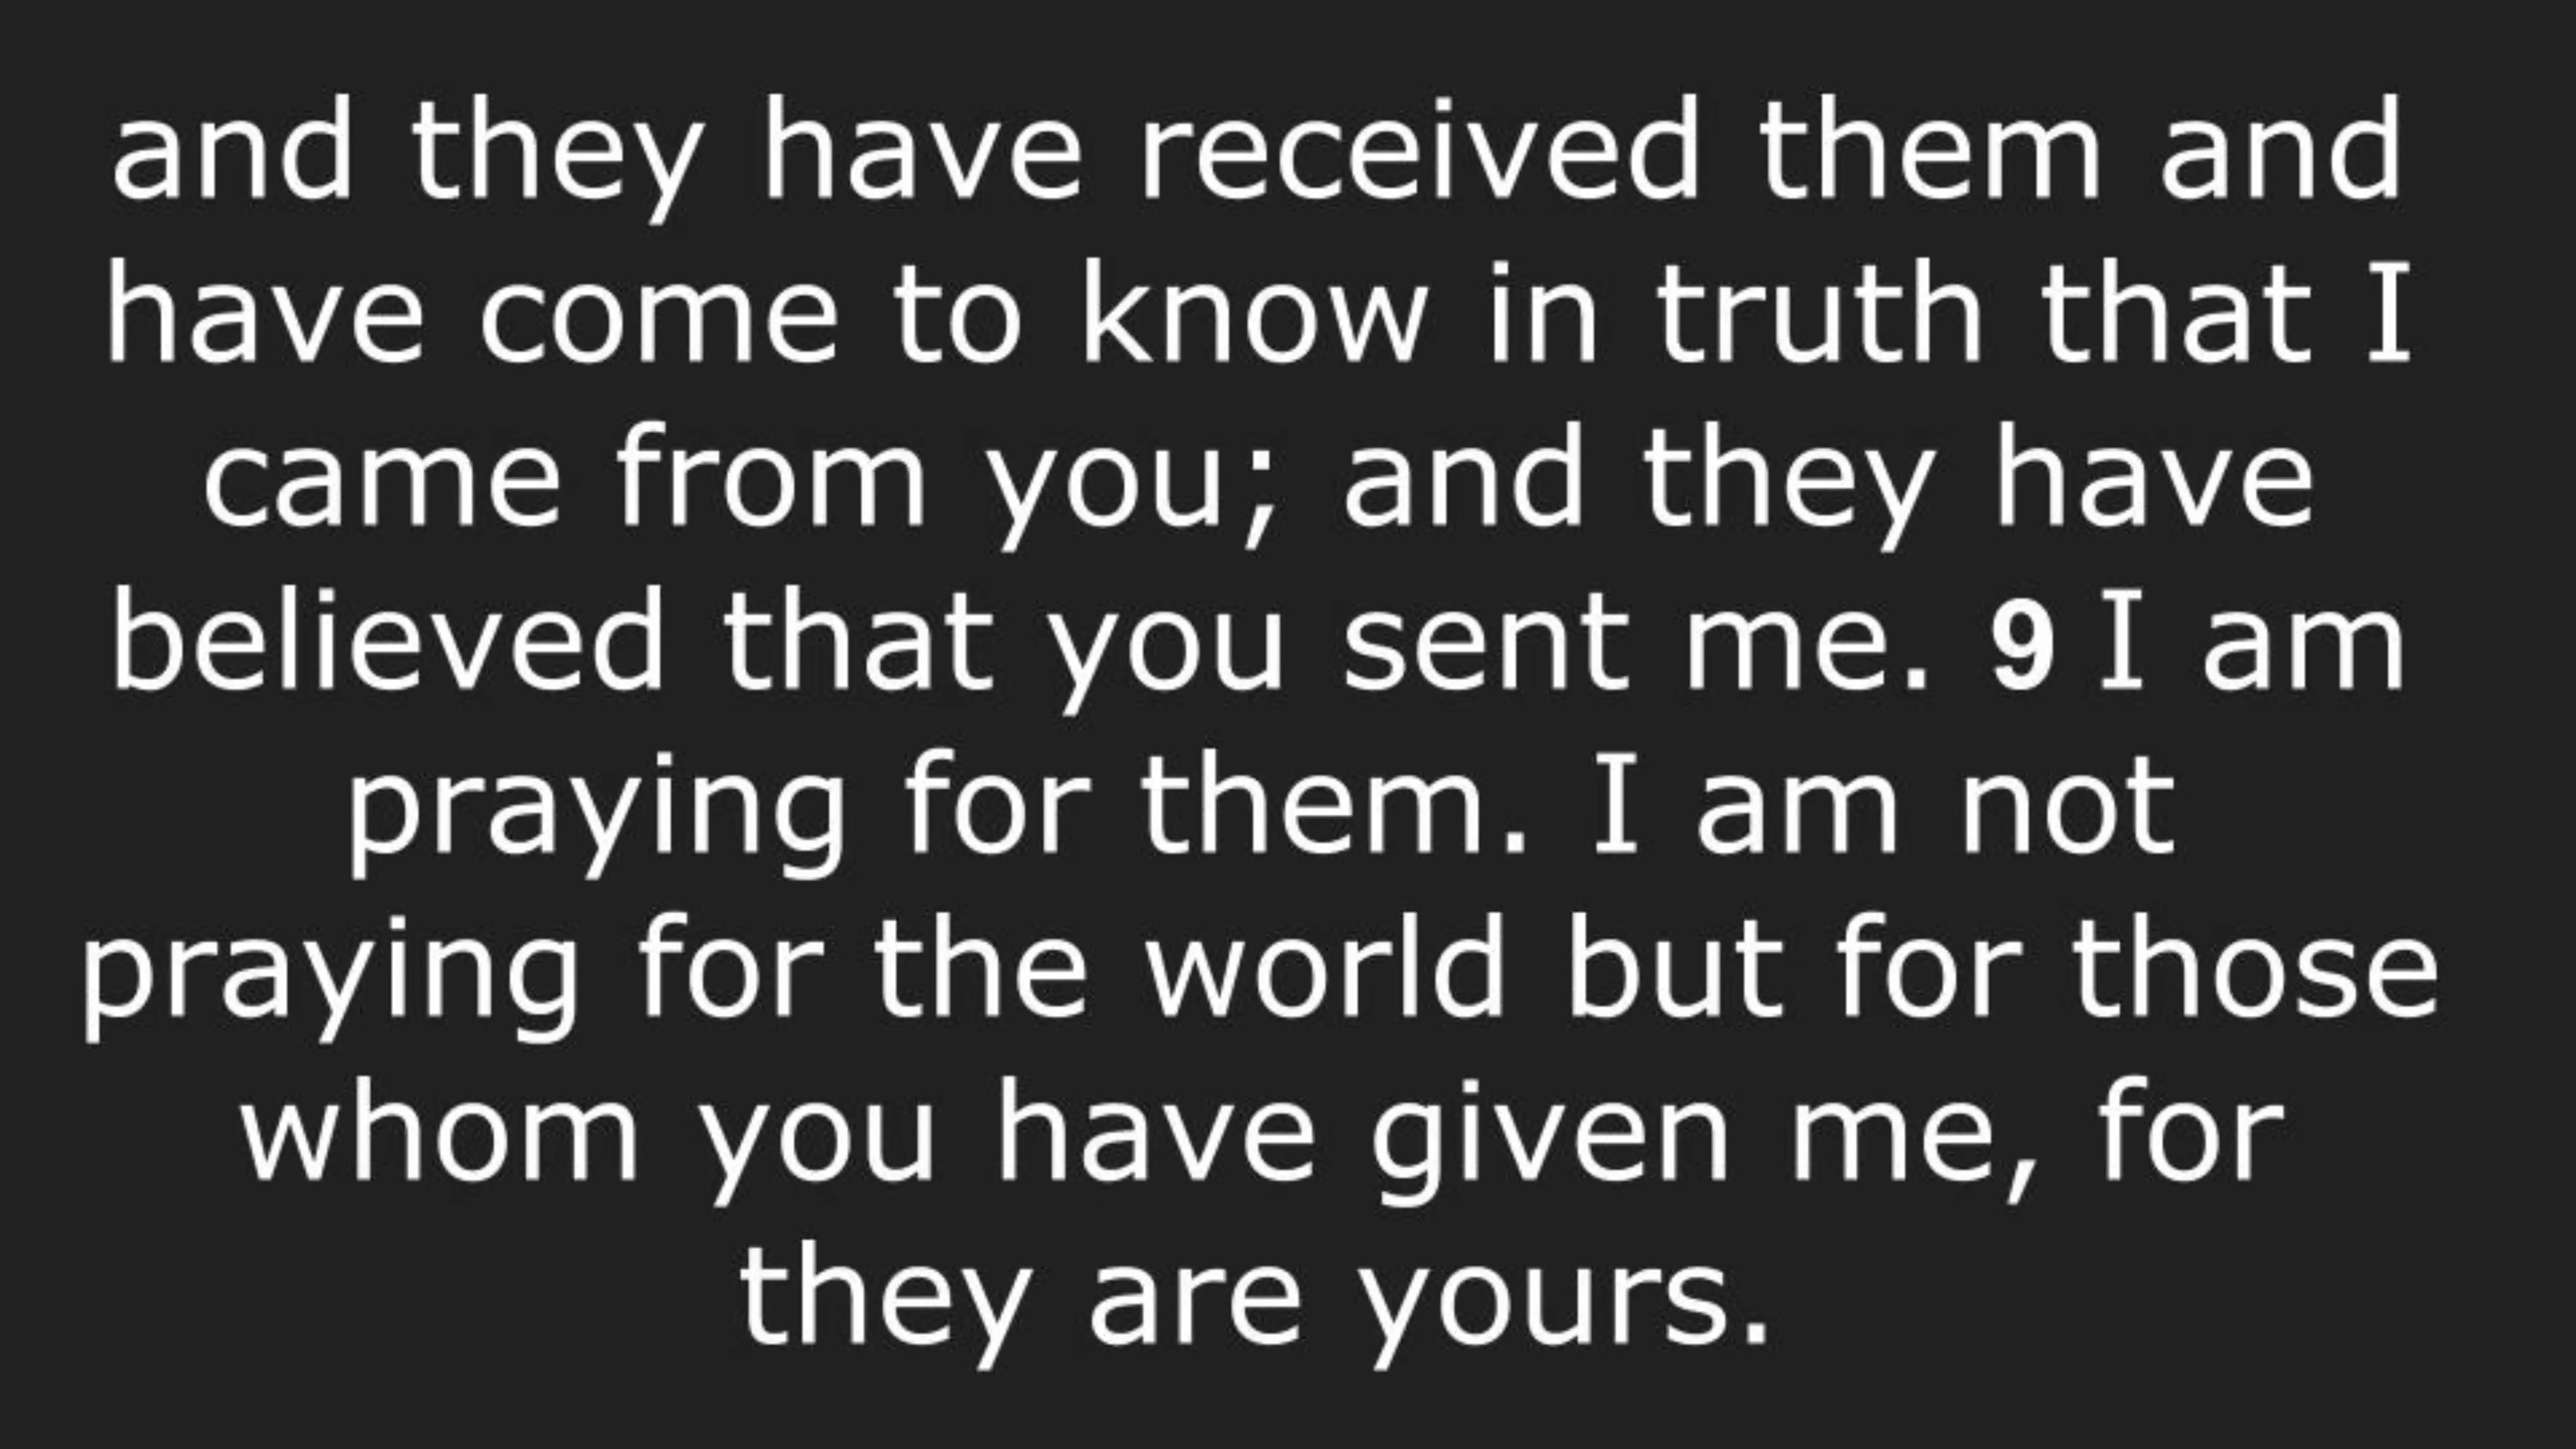 and they have received them and
have come to know in truth that I
came from you; and they have
believed that you sent me. 9 I am
praying for them. I am not
praying for the world but for those
whom you have given me, for
they are yours.